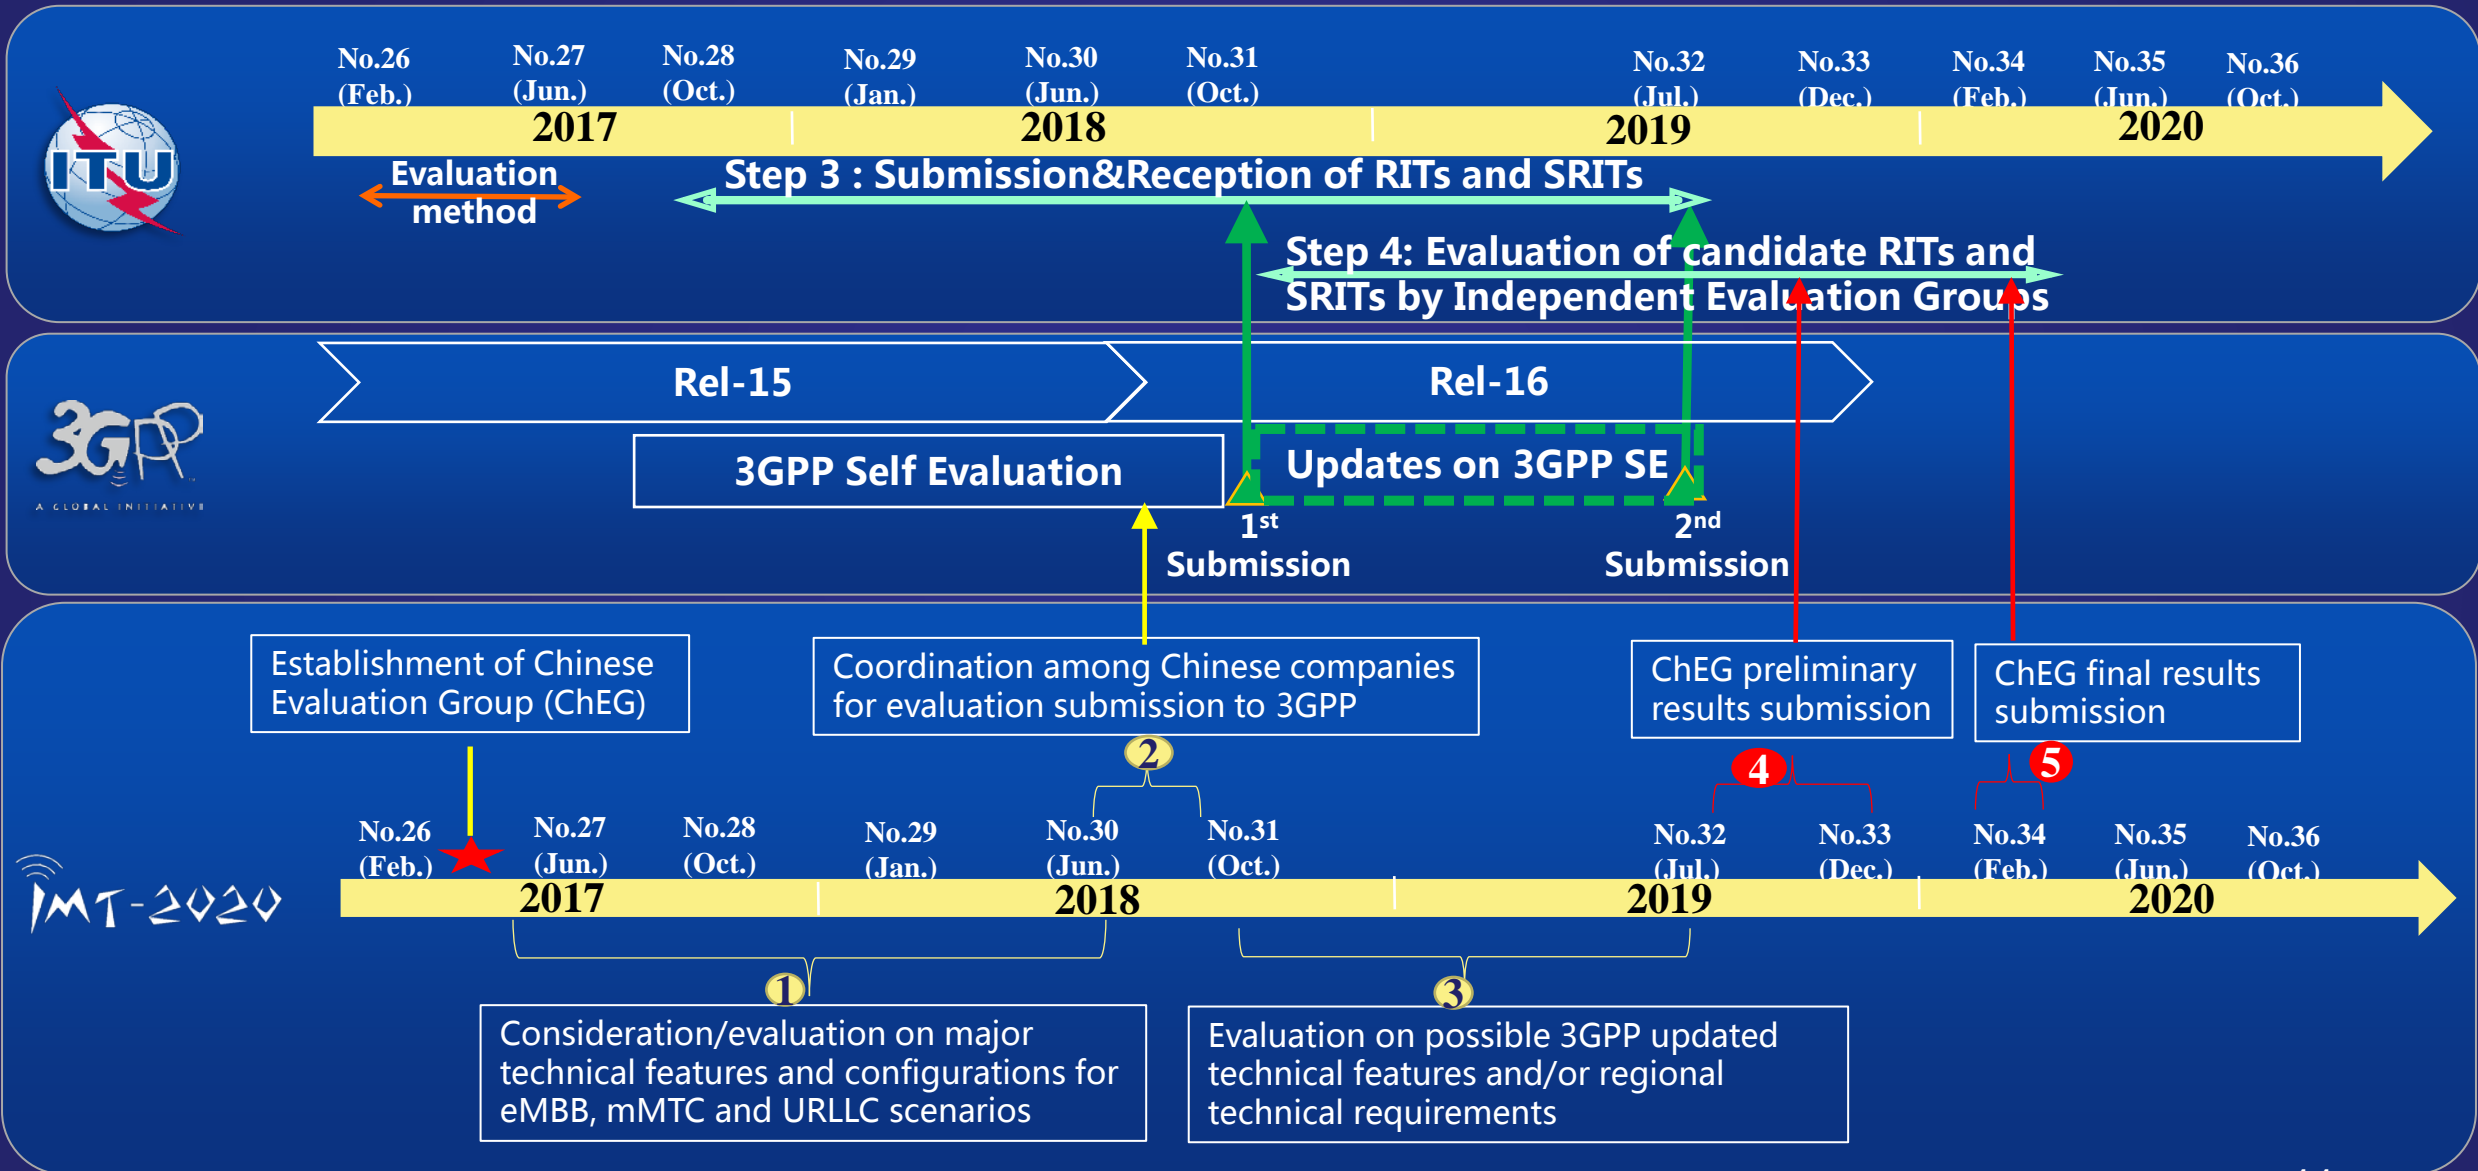 No.26
(Feb.)
No.27
(Jun.)
No.28
(Oct.)
No.29
(Jan.)
No.30
(Jun.)
No.31
(Oct.)
No.32
(Jul.)
No.33
(Dec.)
No.34
(Feb.)
No.35
(Jun.)
No.36
(Oct.)
2017
2018
2019
2020
ITU
Evaluation
method
Step 3 : Submission&Reception of RITs and SRITs
Step 4: Evaluation of candidate RITs and
SRITs by Independent Evaluation Groups
3GPP
A GLOBAL INITIATIVE
Rel-15
Rel-16
3GPP Self Evaluation
Updates on 3GPP SE
1st
Submission
2nd
Submission
Establishment of Chinese
Evaluation Group (ChEG)
Coordination among Chinese companies
for evaluation submission to 3GPP
ChEG preliminary
results submission
ChEG final results
submission
2
4
5
No.26
(Feb.)
No.27
(Jun.)
No.28
(Oct.)
No.29
(Jan.)
No.30
(Jun.)
No.31
(Oct.)
No.32
(Jul.)
No.33
(Dec.)
No.34
(Feb.)
No.35
(Jun.)
No.36
(Oct.)
IMT-2020
2017
2018
2019
2020
1
3
Consideration/evaluation on major
technical features and configurations for
eMBB, mMTC and URLLC scenarios
Evaluation on possible 3GPP updated
technical features and/or regional
technical requirements